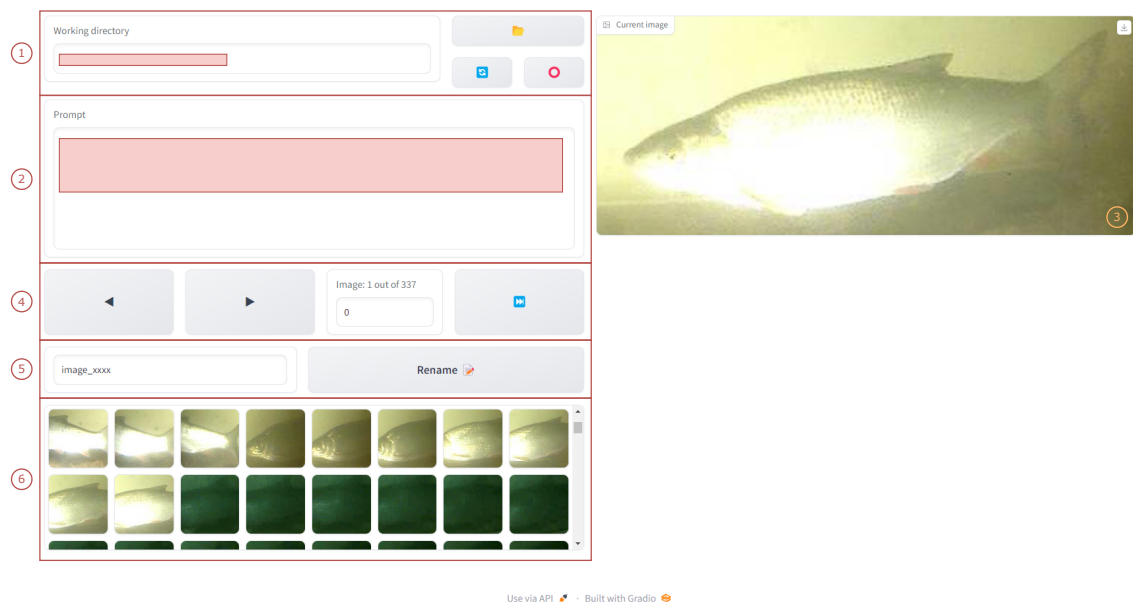 1
Working directory
2
Prompt
Current image
3
4
Image: 1 out of 337
0
5
image_xxxx
Rename
6
Use via API · Built with Gradio